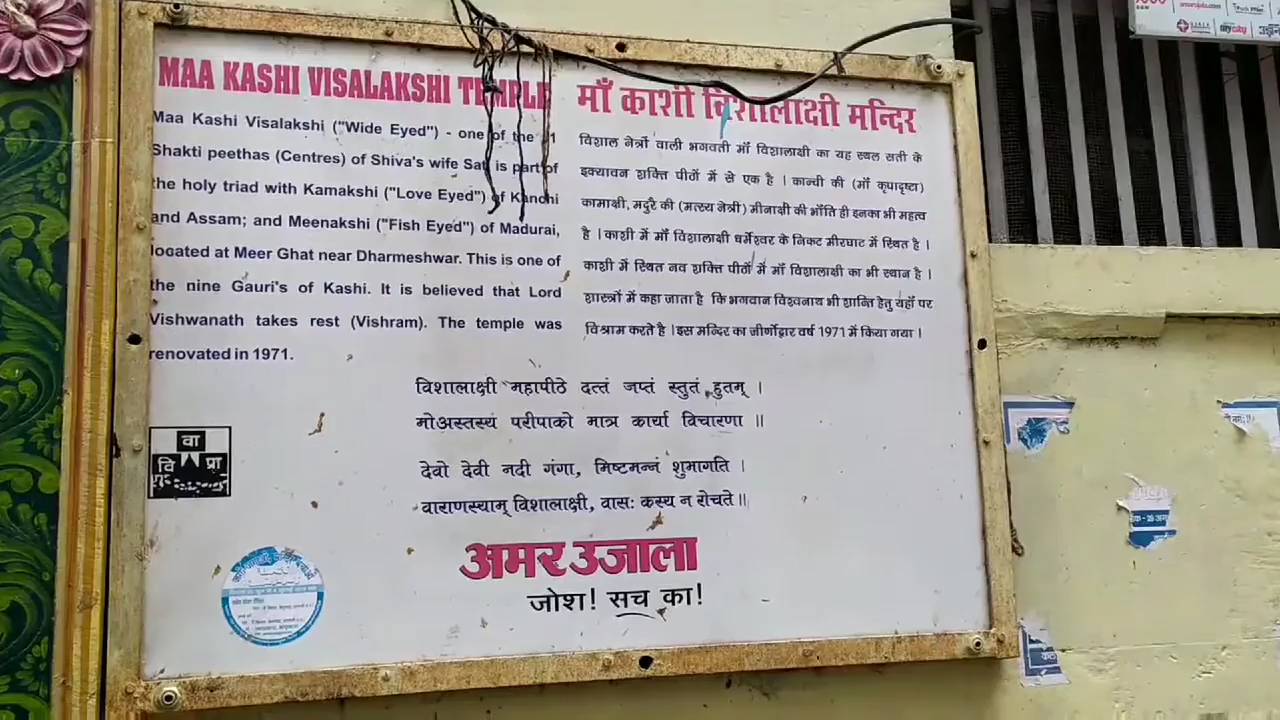 MAA KASHI VISALAKSHI TEMPLE
Maa Kashi Visalakshi ("Wide Eyed") - one of the 51
Shakti peethas (Centres) of Shiva's wife Sati is part of
the holy triad with Kamakshi ("Love Eyed") of Kanchi
and Assam; and Meenakshi ("Fish Eyed") of Madurai,
located at Meer Ghat near Dharmeshwar. This is one of
the nine Gauri's of Kashi. It is believed that Lord
Vishwanath takes rest (Vishram). The temple was
renovated in 1971.
माँ काशी विशालाक्षी मन्दिर
विशाल नेत्रों वाली भगवती माँ विशालाक्षी का यह स्थल सती के
इक्यावन शक्ति पीठों में से एक है । कान्ची की (माँ कृपादृष्टा)
कामाक्षी, मदुरै की (मत्स्य नेत्री) मीनाक्षी की भाँति ही इनका भी महत्व
है । काशी में माँ विशालाक्षी धर्मेश्वर के निकट मीरघाट में स्थित है ।
काशी में स्थित नव शक्ति पीठों में माँ विशालाक्षी का भी स्थान है ।
शास्त्रों में कहा जाता है कि भगवान विश्वनाथ भी शान्ति हेतु यहाँ पर
विश्राम करते है । इस मन्दिर का जीर्णोद्वार वर्ष 1971 में किया गया ।
विशालाक्षी महापीठे दत्तं जप्तं स्तुतं हुतम् ।
मोअस्तस्यं परीपाको मात्र कार्या विचारणा ॥
देवो देवी नदी गंगा, मिष्टमन्नं शुभागति ।
वाराणस्याम् विशालाक्षी, वासः कस्य न रोचते ॥
वा
वि प्रा
अमर उजाला
जोश! सच का!
mycity